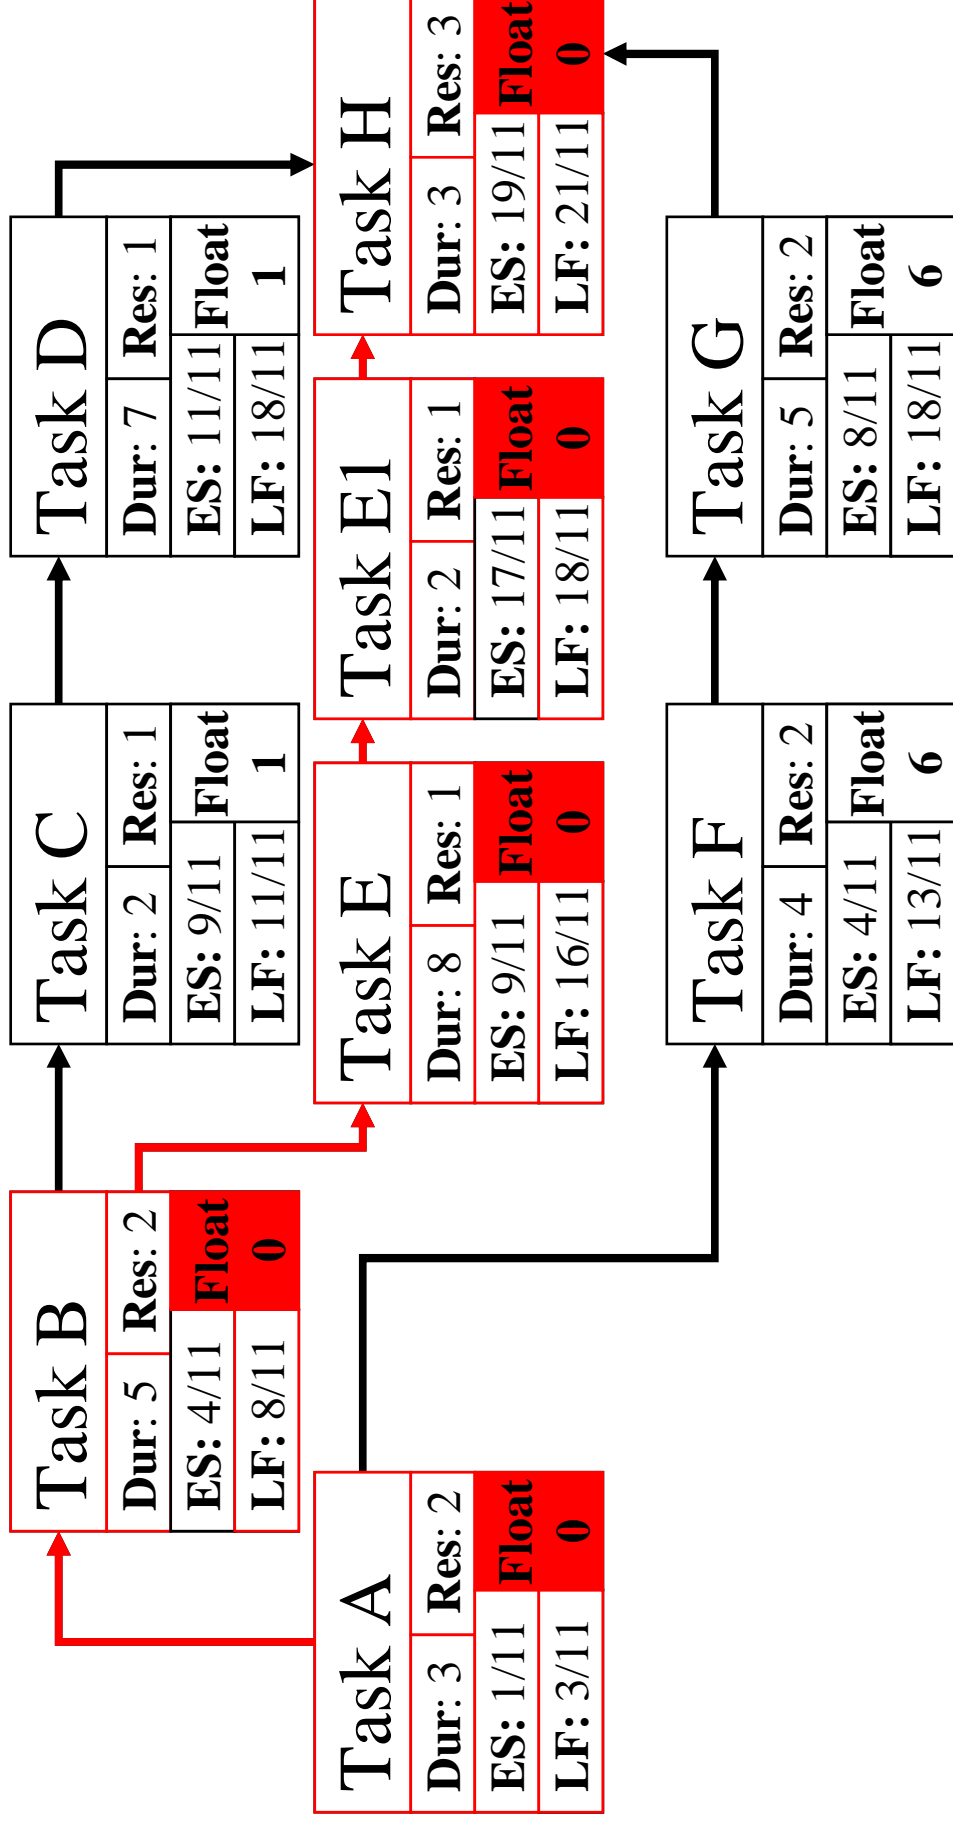 Task A
Dur: 3 Res: 2
ES: 1/11 Float
LF: 3/11 0
Task B
Dur: 5 Res: 2
ES: 4/11 Float
LF: 8/11 0
Task C
Dur: 2 Res: 1
ES: 9/11 Float
LF: 11/11 1
Task D
Dur: 7 Res: 1
ES: 11/11 Float
LF: 18/11 1
Task E
Dur: 8 Res: 1
ES: 9/11 Float
LF: 16/11 0
Task E1
Dur: 2 Res: 1
ES: 17/11 Float
LF: 18/11 0
Task H
Dur: 3 Res: 3
ES: 19/11 Float
LF: 21/11 0
Task F
Dur: 4 Res: 2
ES: 4/11 Float
LF: 13/11 6
Task G
Dur: 5 Res: 2
ES: 8/11 Float
LF: 18/11 6